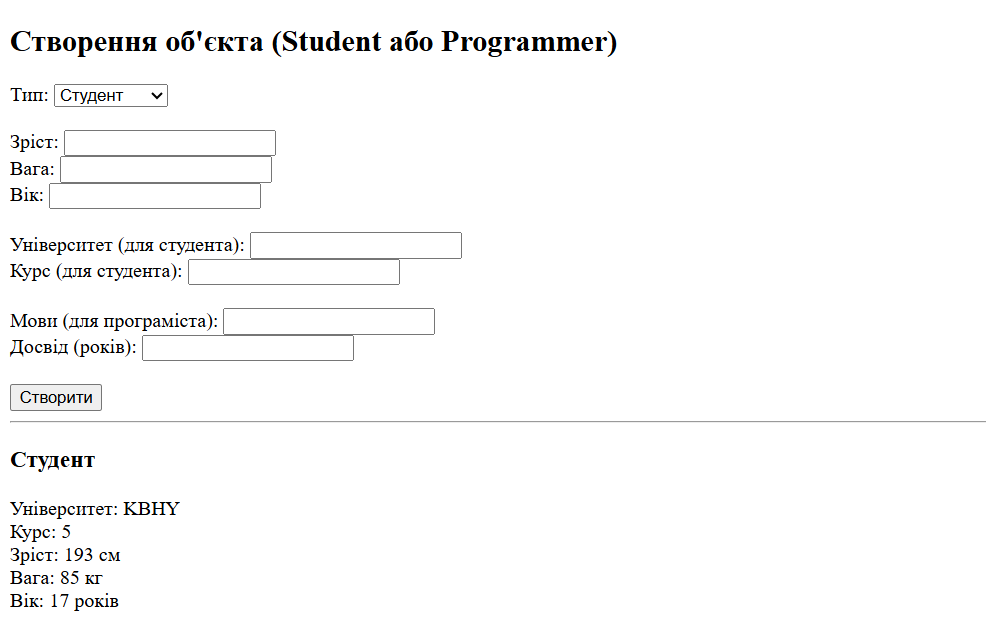 Створення об'єкта (Student або Programmer)
Тип: Студент
Зріст:
Вага:
Вік:
Університет (для студента):
Курс (для студента):
Мови (для програміста):
Досвід (років):
Створити
Студент
Університет: KBHY
Курс: 5
Зріст: 193 см
Вага: 85 кг
Вік: 17 років